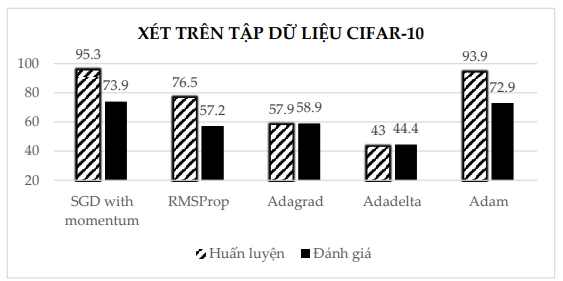 XÉT TRÊN TẬP DỮ LIỆU CIFAR-10
95.3
73.9
76.5
57.2
57.9
58.9
43
44.4
93.9
72.9
100
80
60
40
20
SGD with
momentum
RMSProp
Adagrad
Adadelta
Adam
Huấn luyện
Đánh giá